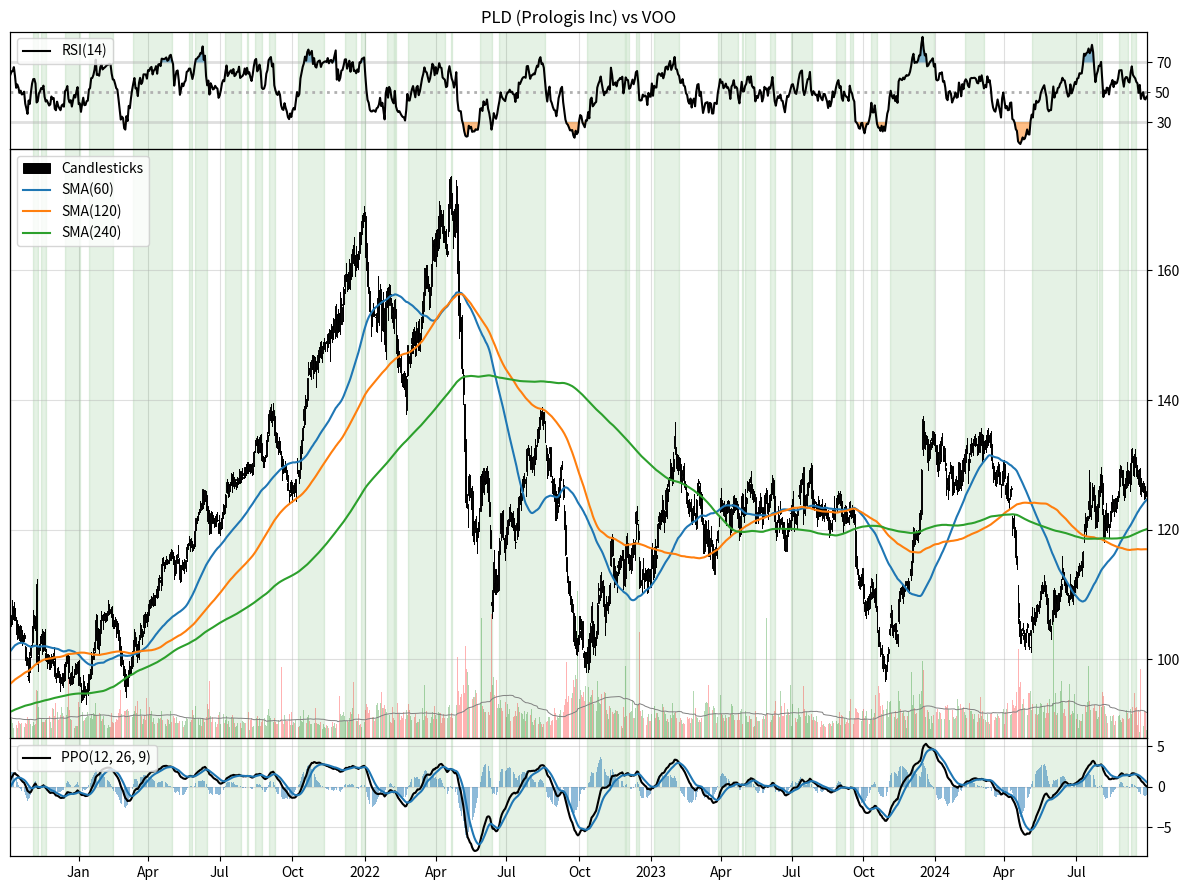 PLD (Prologis Inc) vs VOO
RSI(14)
70
50
30
Candlesticks
SMA(60)
SMA(120)
SMA(240)
160
140
120
100
PPO(12, 26, 9)
5
0
−5
Jan Apr Jul Oct 2022 Apr Jul Oct 2023 Apr Jul Oct 2024 Apr Jul